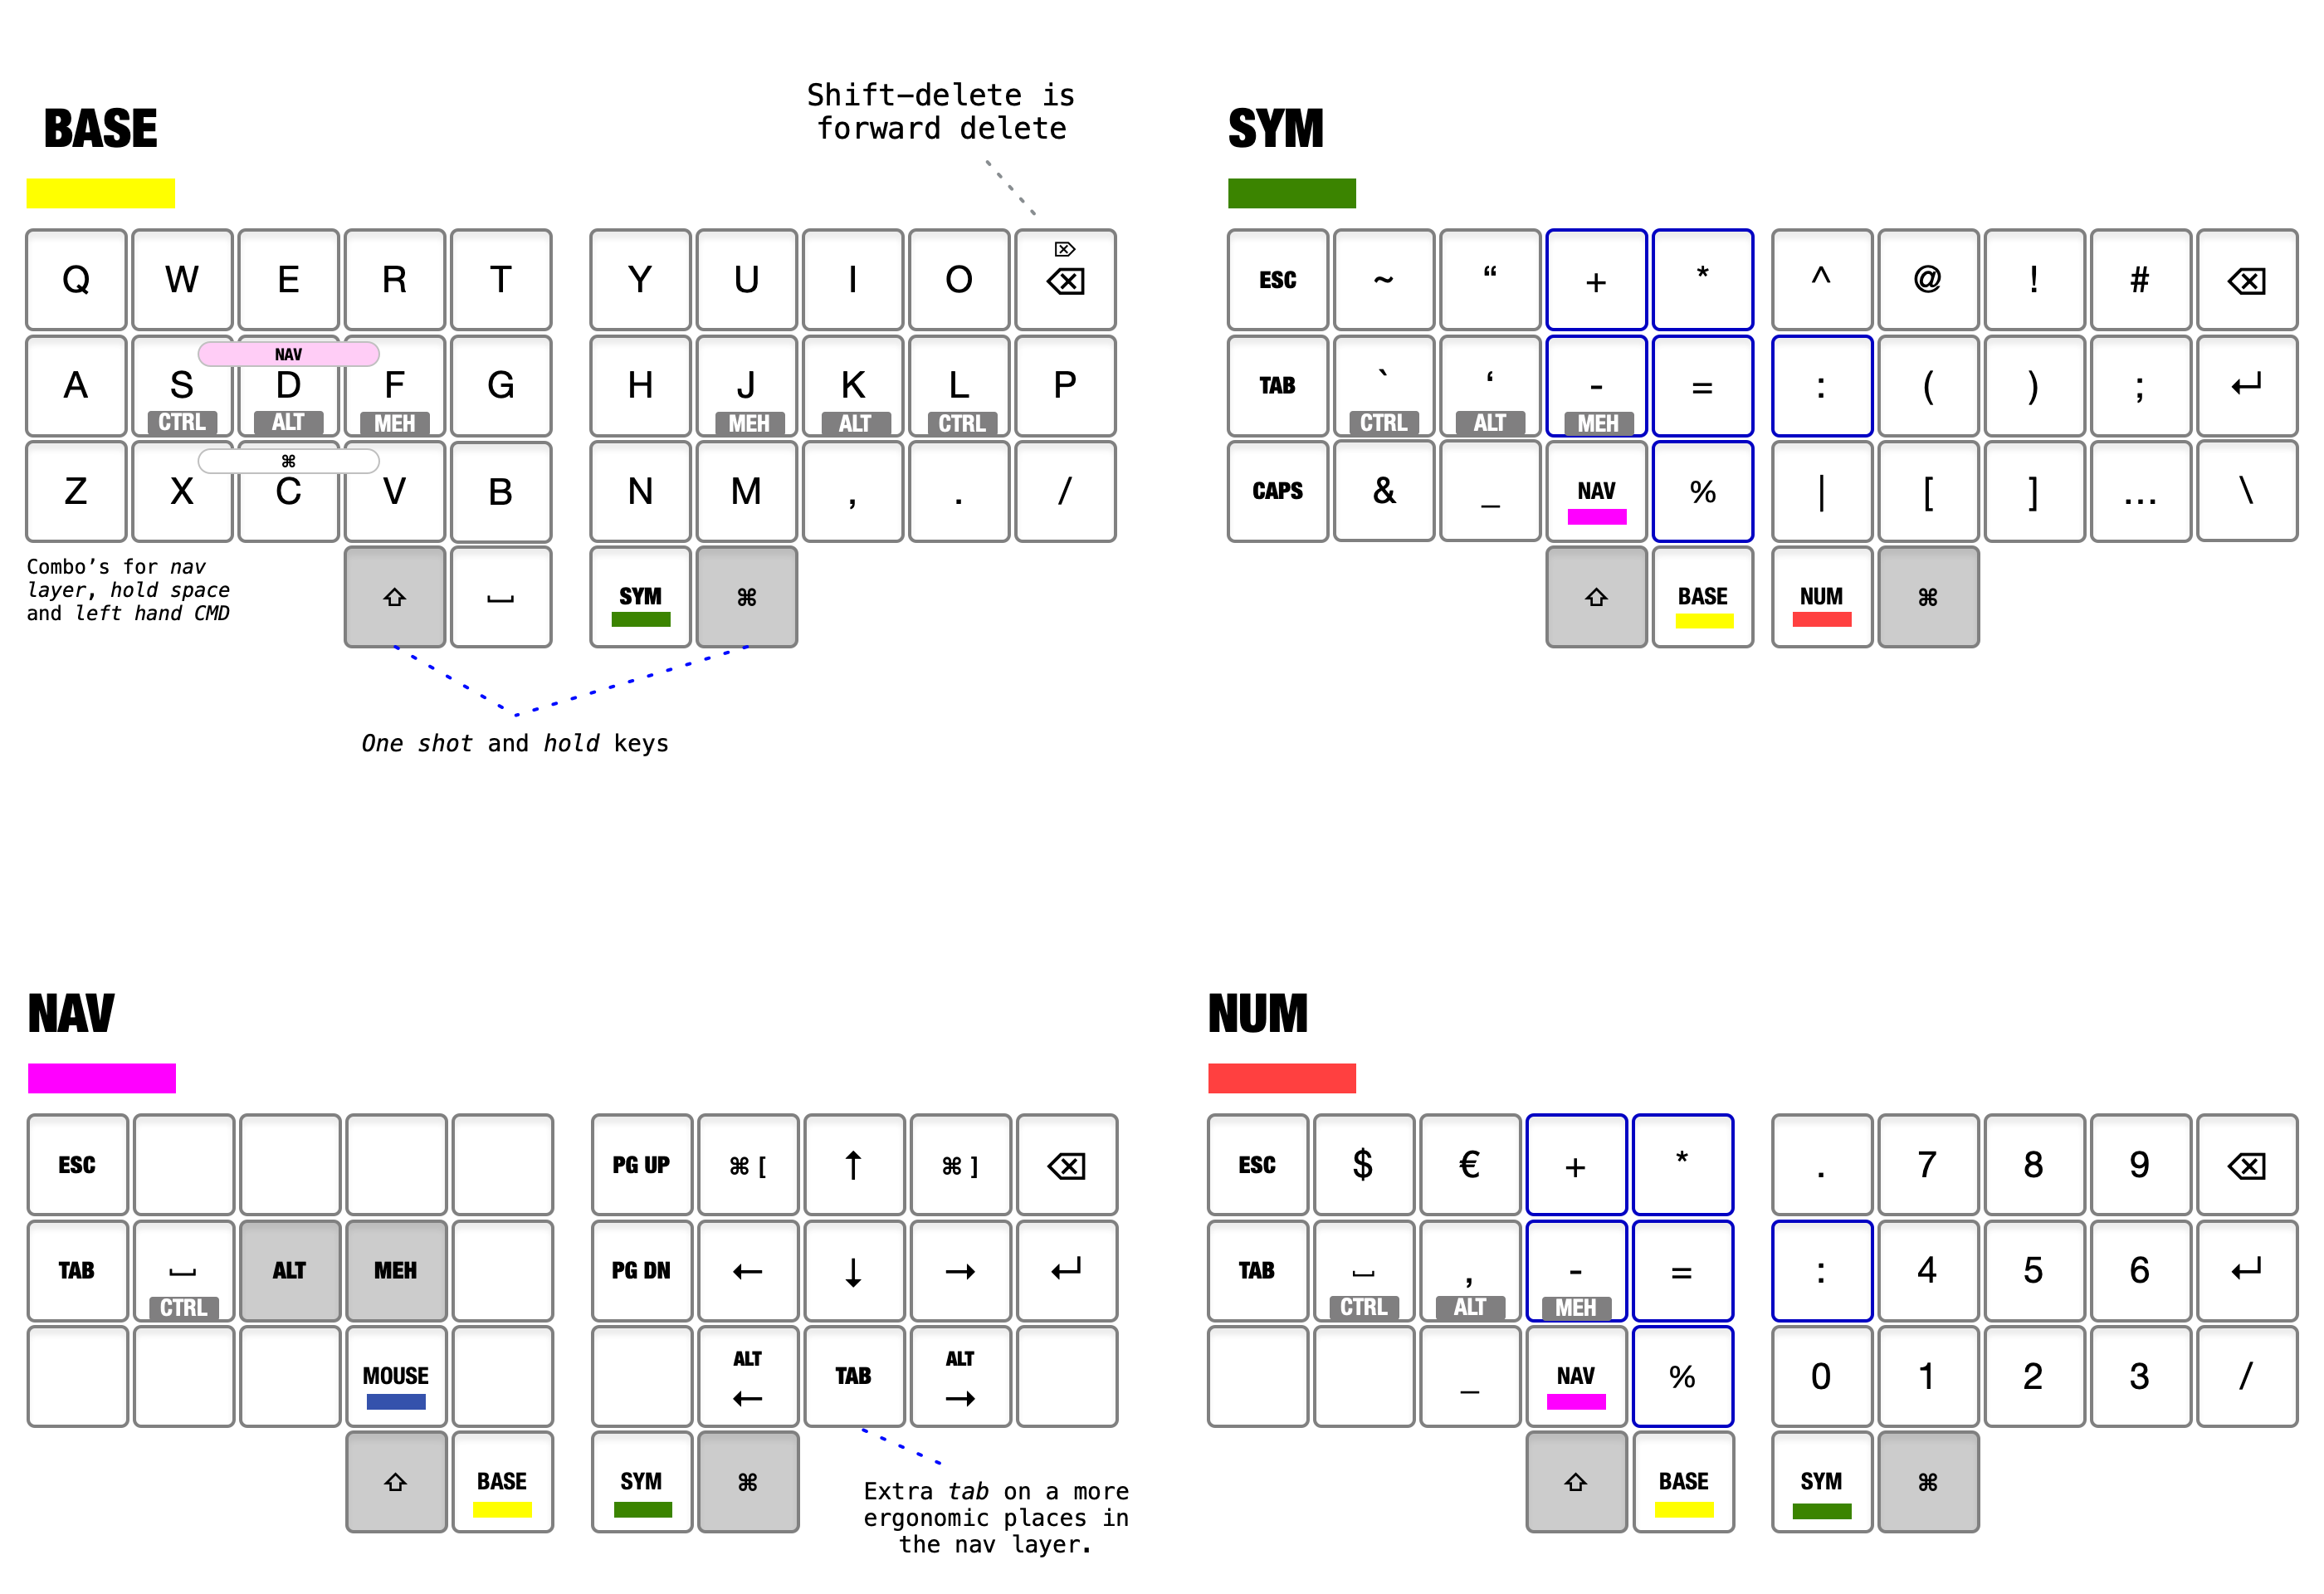 Shift-delete is
forward delete
BASE
Q W E R T Y U I O ⌦ ⌫
NAV
A S D F G H J K L P
CTRL ALT MEH MEH ALT CTRL
⌘
Z X C V B N M , . /
Combo’s for nav
layer, hold space
and left hand CMD
⇧ ⎵ SYM ⌘
One shot and hold keys
SYM
ESC ~ “ + * ^ @ ! # ⌫
TAB ` ‘ - = : ( ) ; ↵
CTRL ALT MEH
CAPS & _ NAV % | [ ] … \
⇧ BASE NUM ⌘
NAV
ESC PG UP ⌘ [ ↑ ⌘ ] ⌫
TAB ⎵ ALT MEH PG DN ← ↓ → ↵
CTRL
MOUSE ALT ← TAB ALT →
⇧ BASE SYM ⌘
Extra tab on a more
ergonomic places in
the nav layer.
NUM
ESC $ € + * . 7 8 9 ⌫
TAB ⎵ , - = : 4 5 6 ↵
CTRL ALT MEH
_ NAV % 0 1 2 3 /
⇧ BASE SYM ⌘